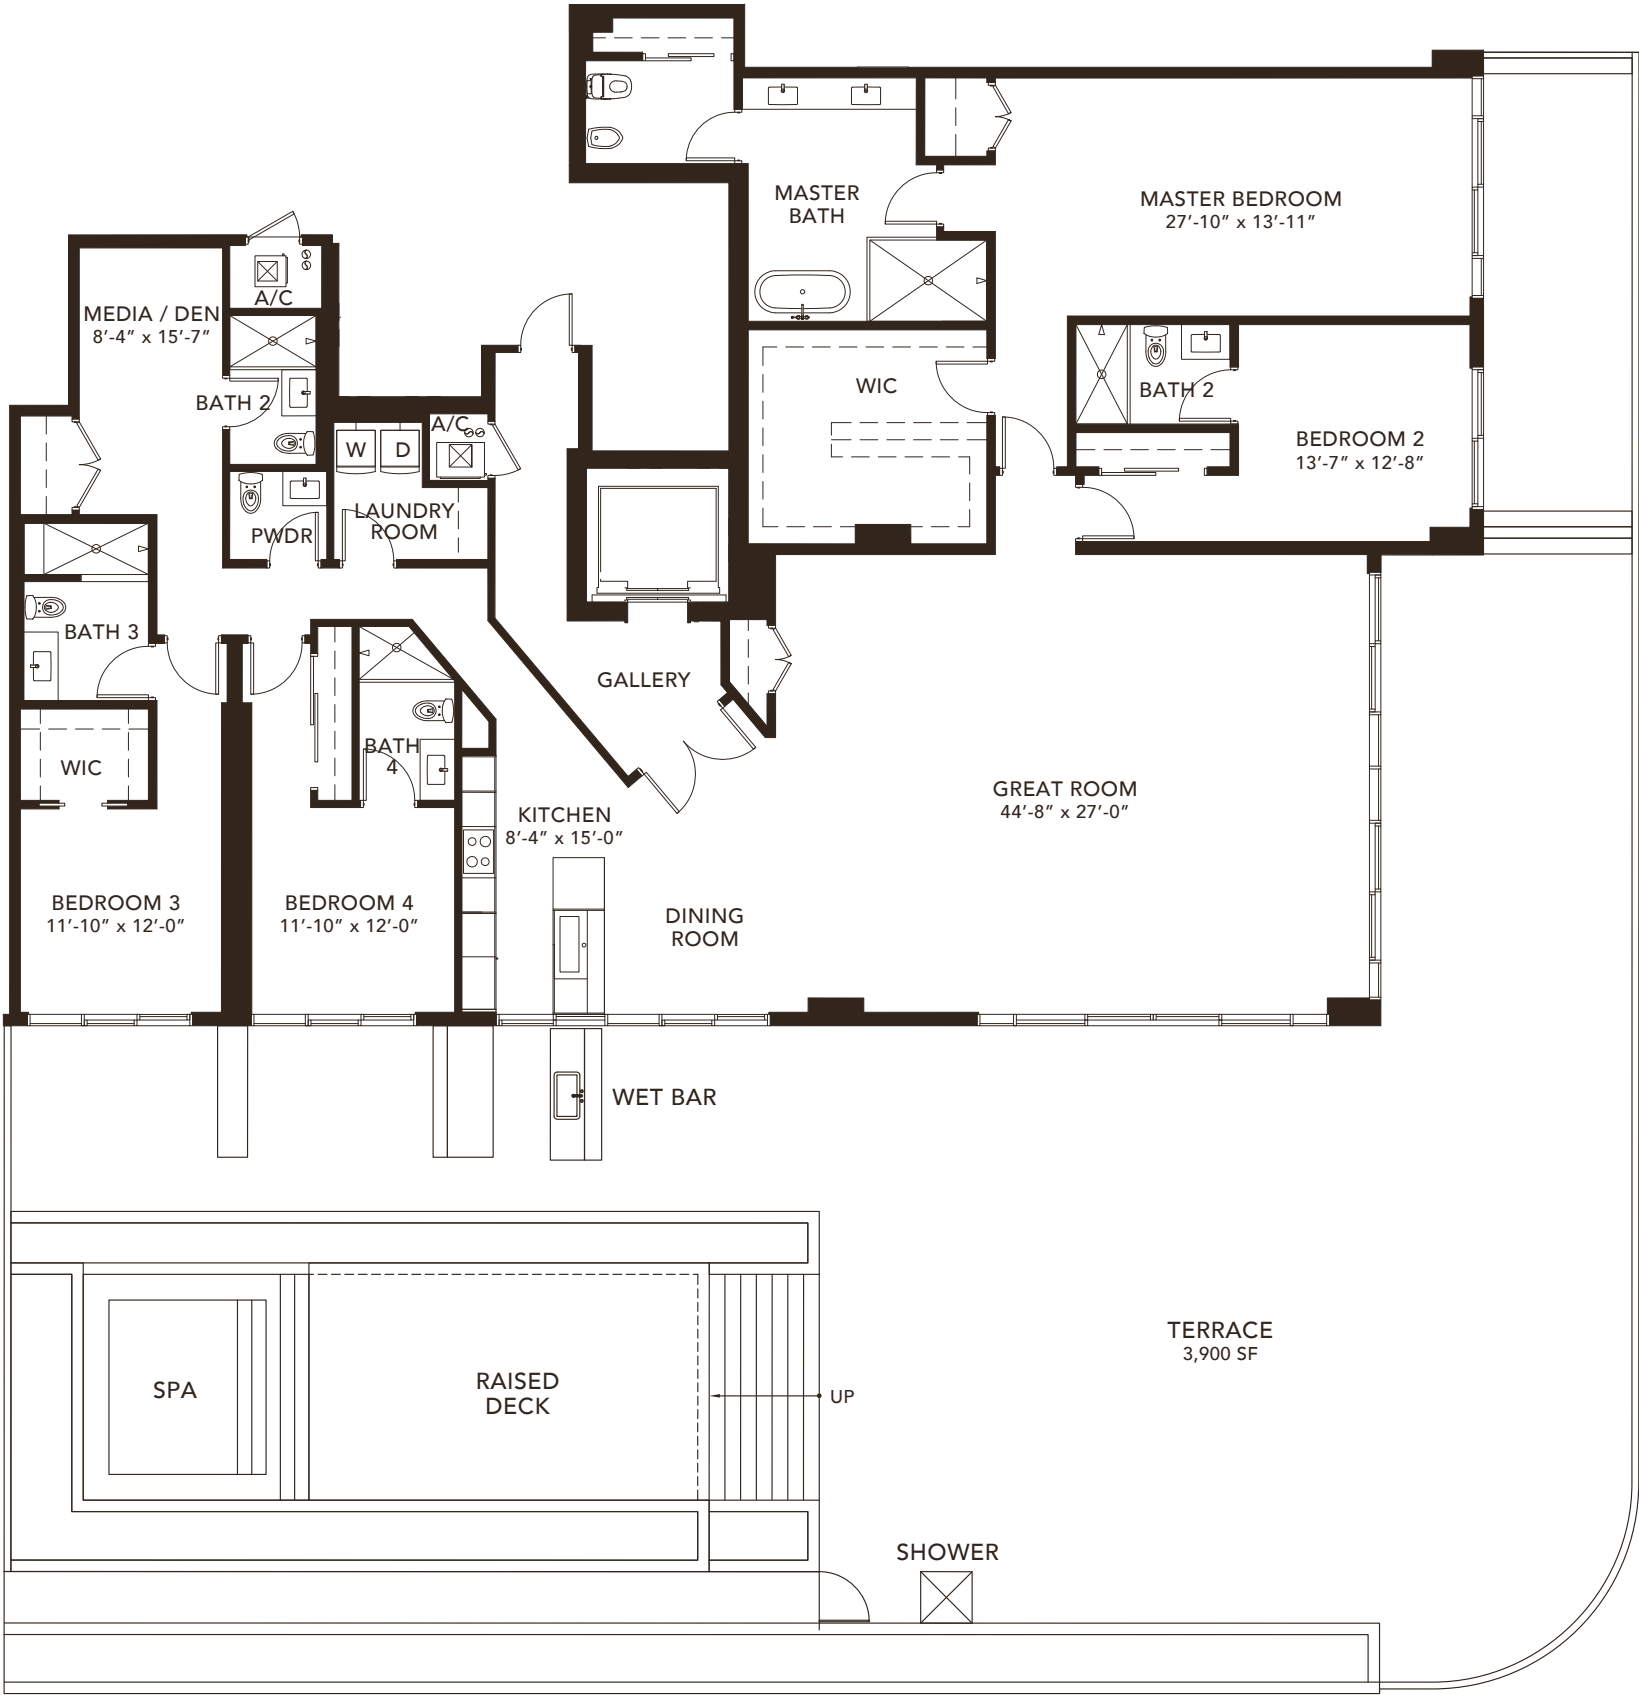 MASTER
BATH
MASTER BEDROOM
27’-10” x 13’-11”
A/C
MEDIA / DEN
8’-4” x 15’-7”
BATH 2
WIC
BATH 2
A/C
W
D
BEDROOM 2
13’-7” x 12’-8”
LAUNDRY
ROOM
PWDR
BATH 3
GALLERY
BATH
4
WIC
GREAT ROOM
44’-8” x 27’-0”
KITCHEN
8’-4” x 15’-0”
BEDROOM 3
11’-10” x 12’-0”
BEDROOM 4
11’-10” x 12’-0”
DINING
ROOM
WET BAR
TERRACE
3,900 SF
SPA
RAISED
DECK
UP
SHOWER